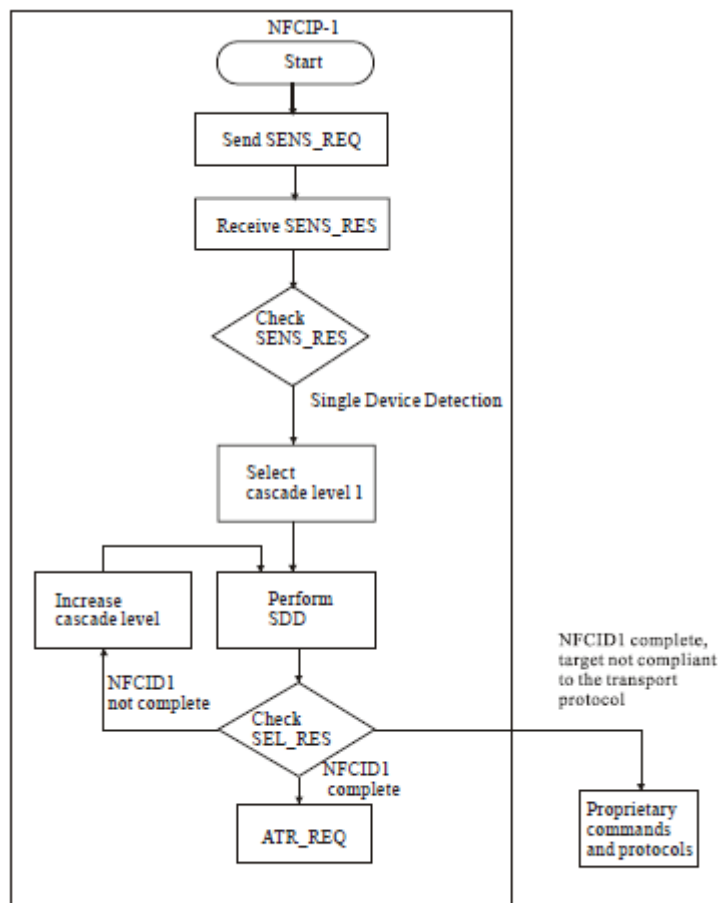 NFCIP-1
Start
Send SENS_REQ
Receive SENS_RES
Check
SENS_RES
Single Device Detection
Select
cascade level 1
Increase
cascade level
Perform
SDD
NFCID1 complete,
target not compliant
to the transport
protocol
NFCID1
not complete
Check
SEL_RES
NFCID1
complete
ATR_REQ
Proprietary
commands
and protocols